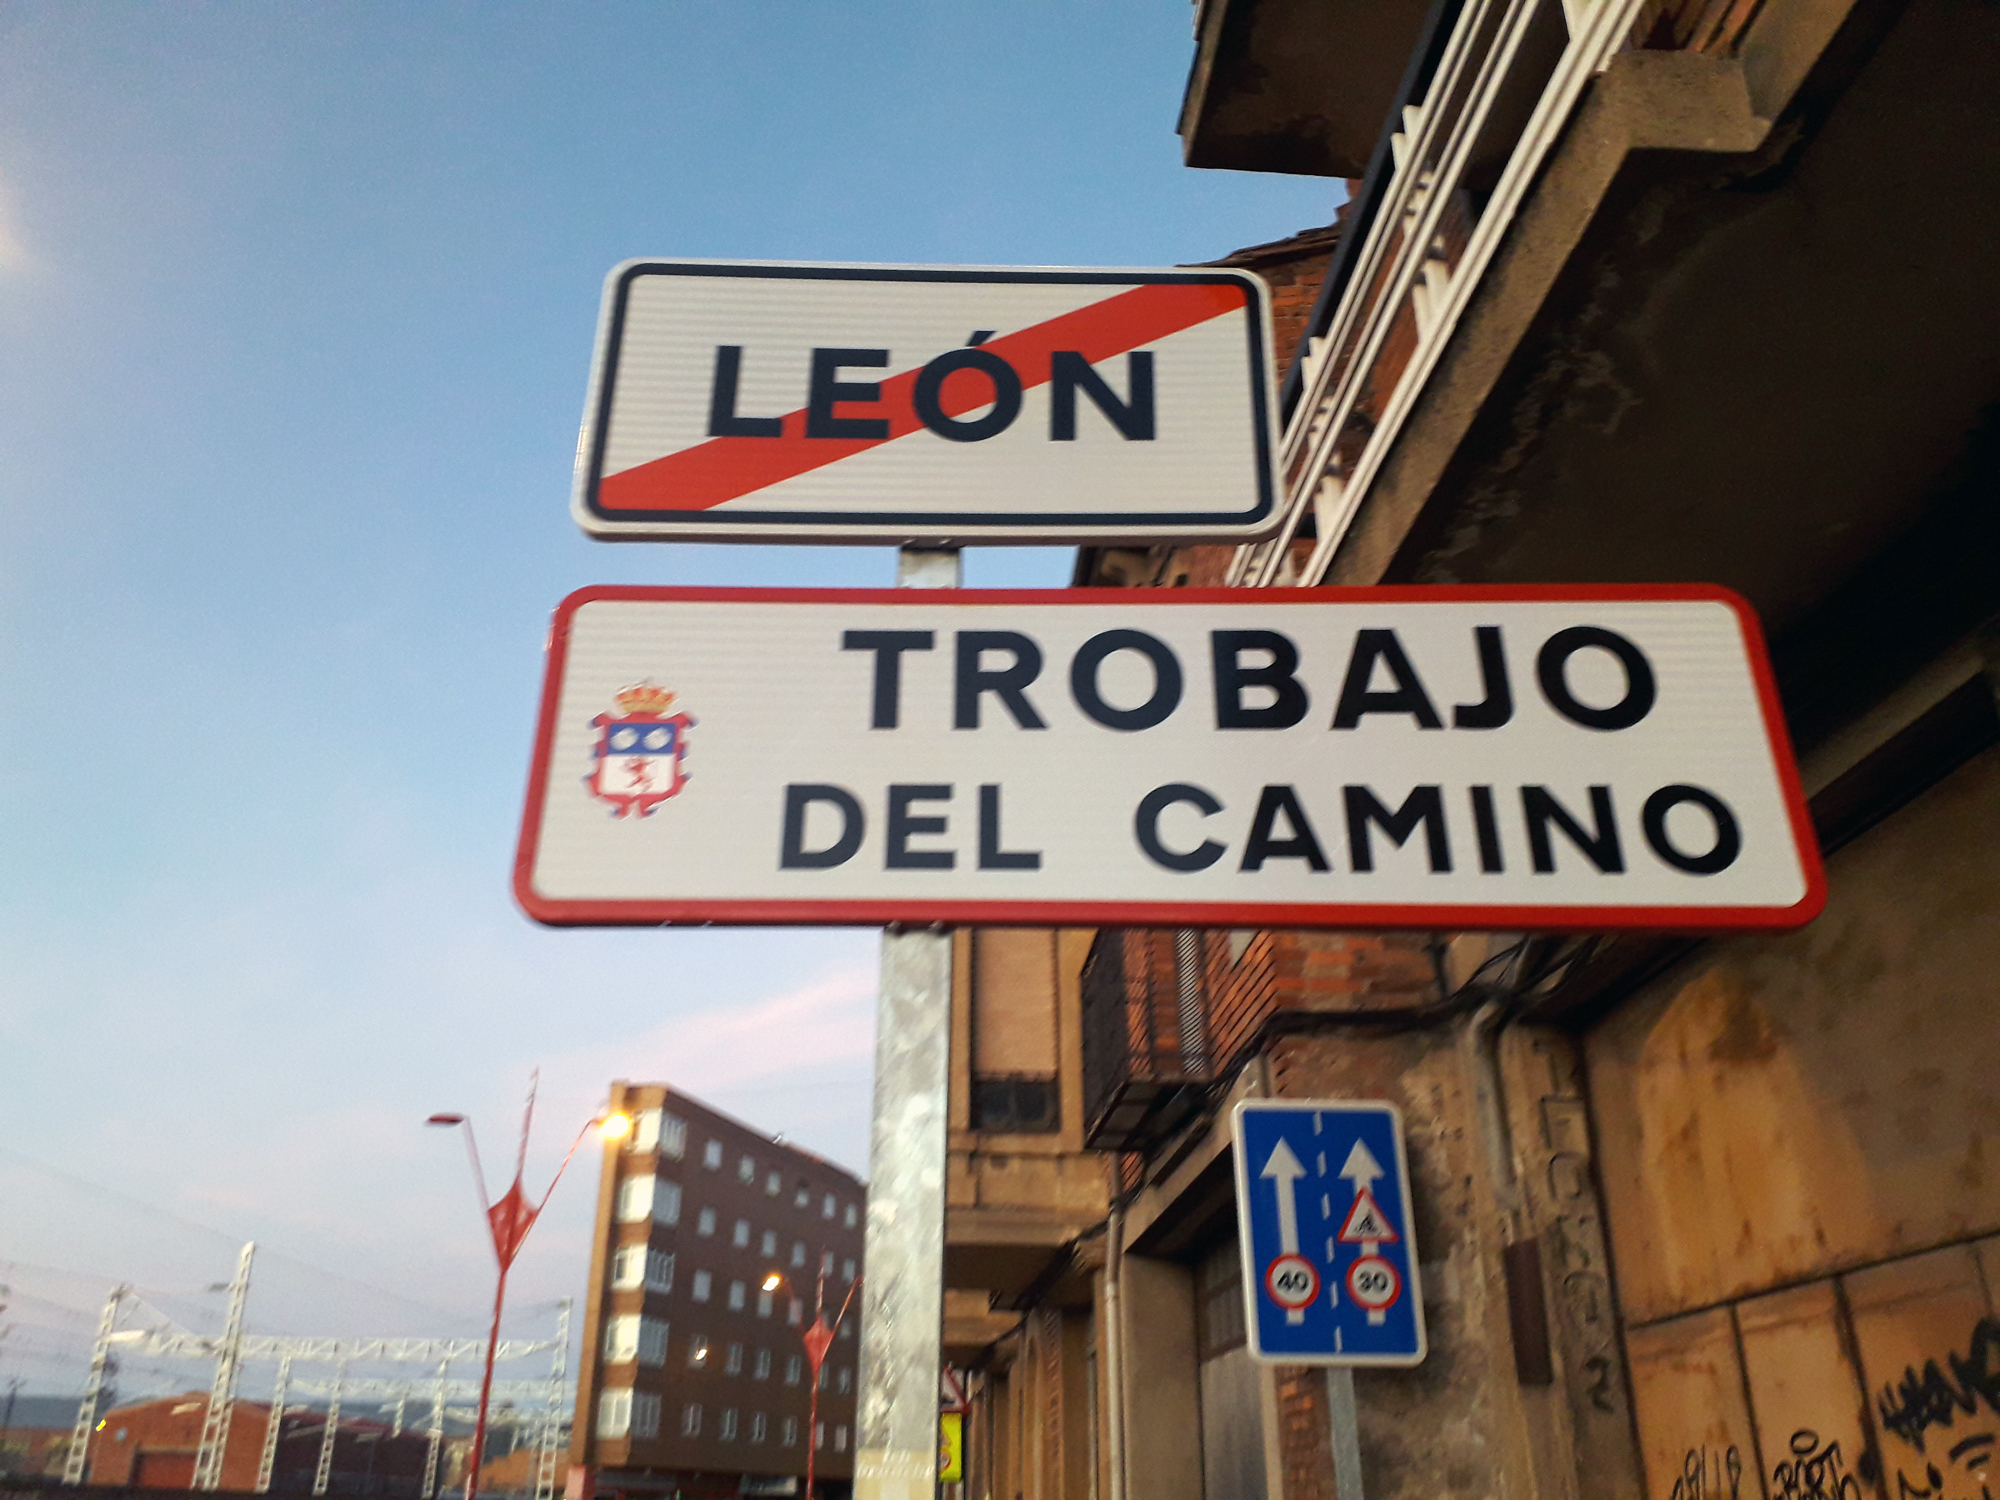 LEÓN
TROBAJO
DEL CAMINO
40 30